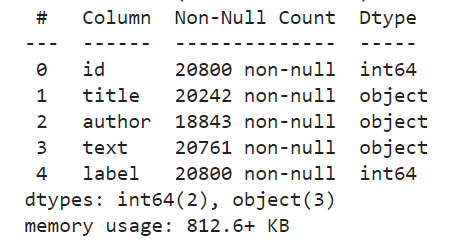 #   Column  Non-Null Count  Dtype
---  ------  --------------  -----
0   id      20800 non-null  int64
1   title   20242 non-null  object
2   author  18843 non-null  object
3   text    20761 non-null  object
4   label   20800 non-null  int64
dtypes: int64(2), object(3)
memory usage: 812.6+ KB